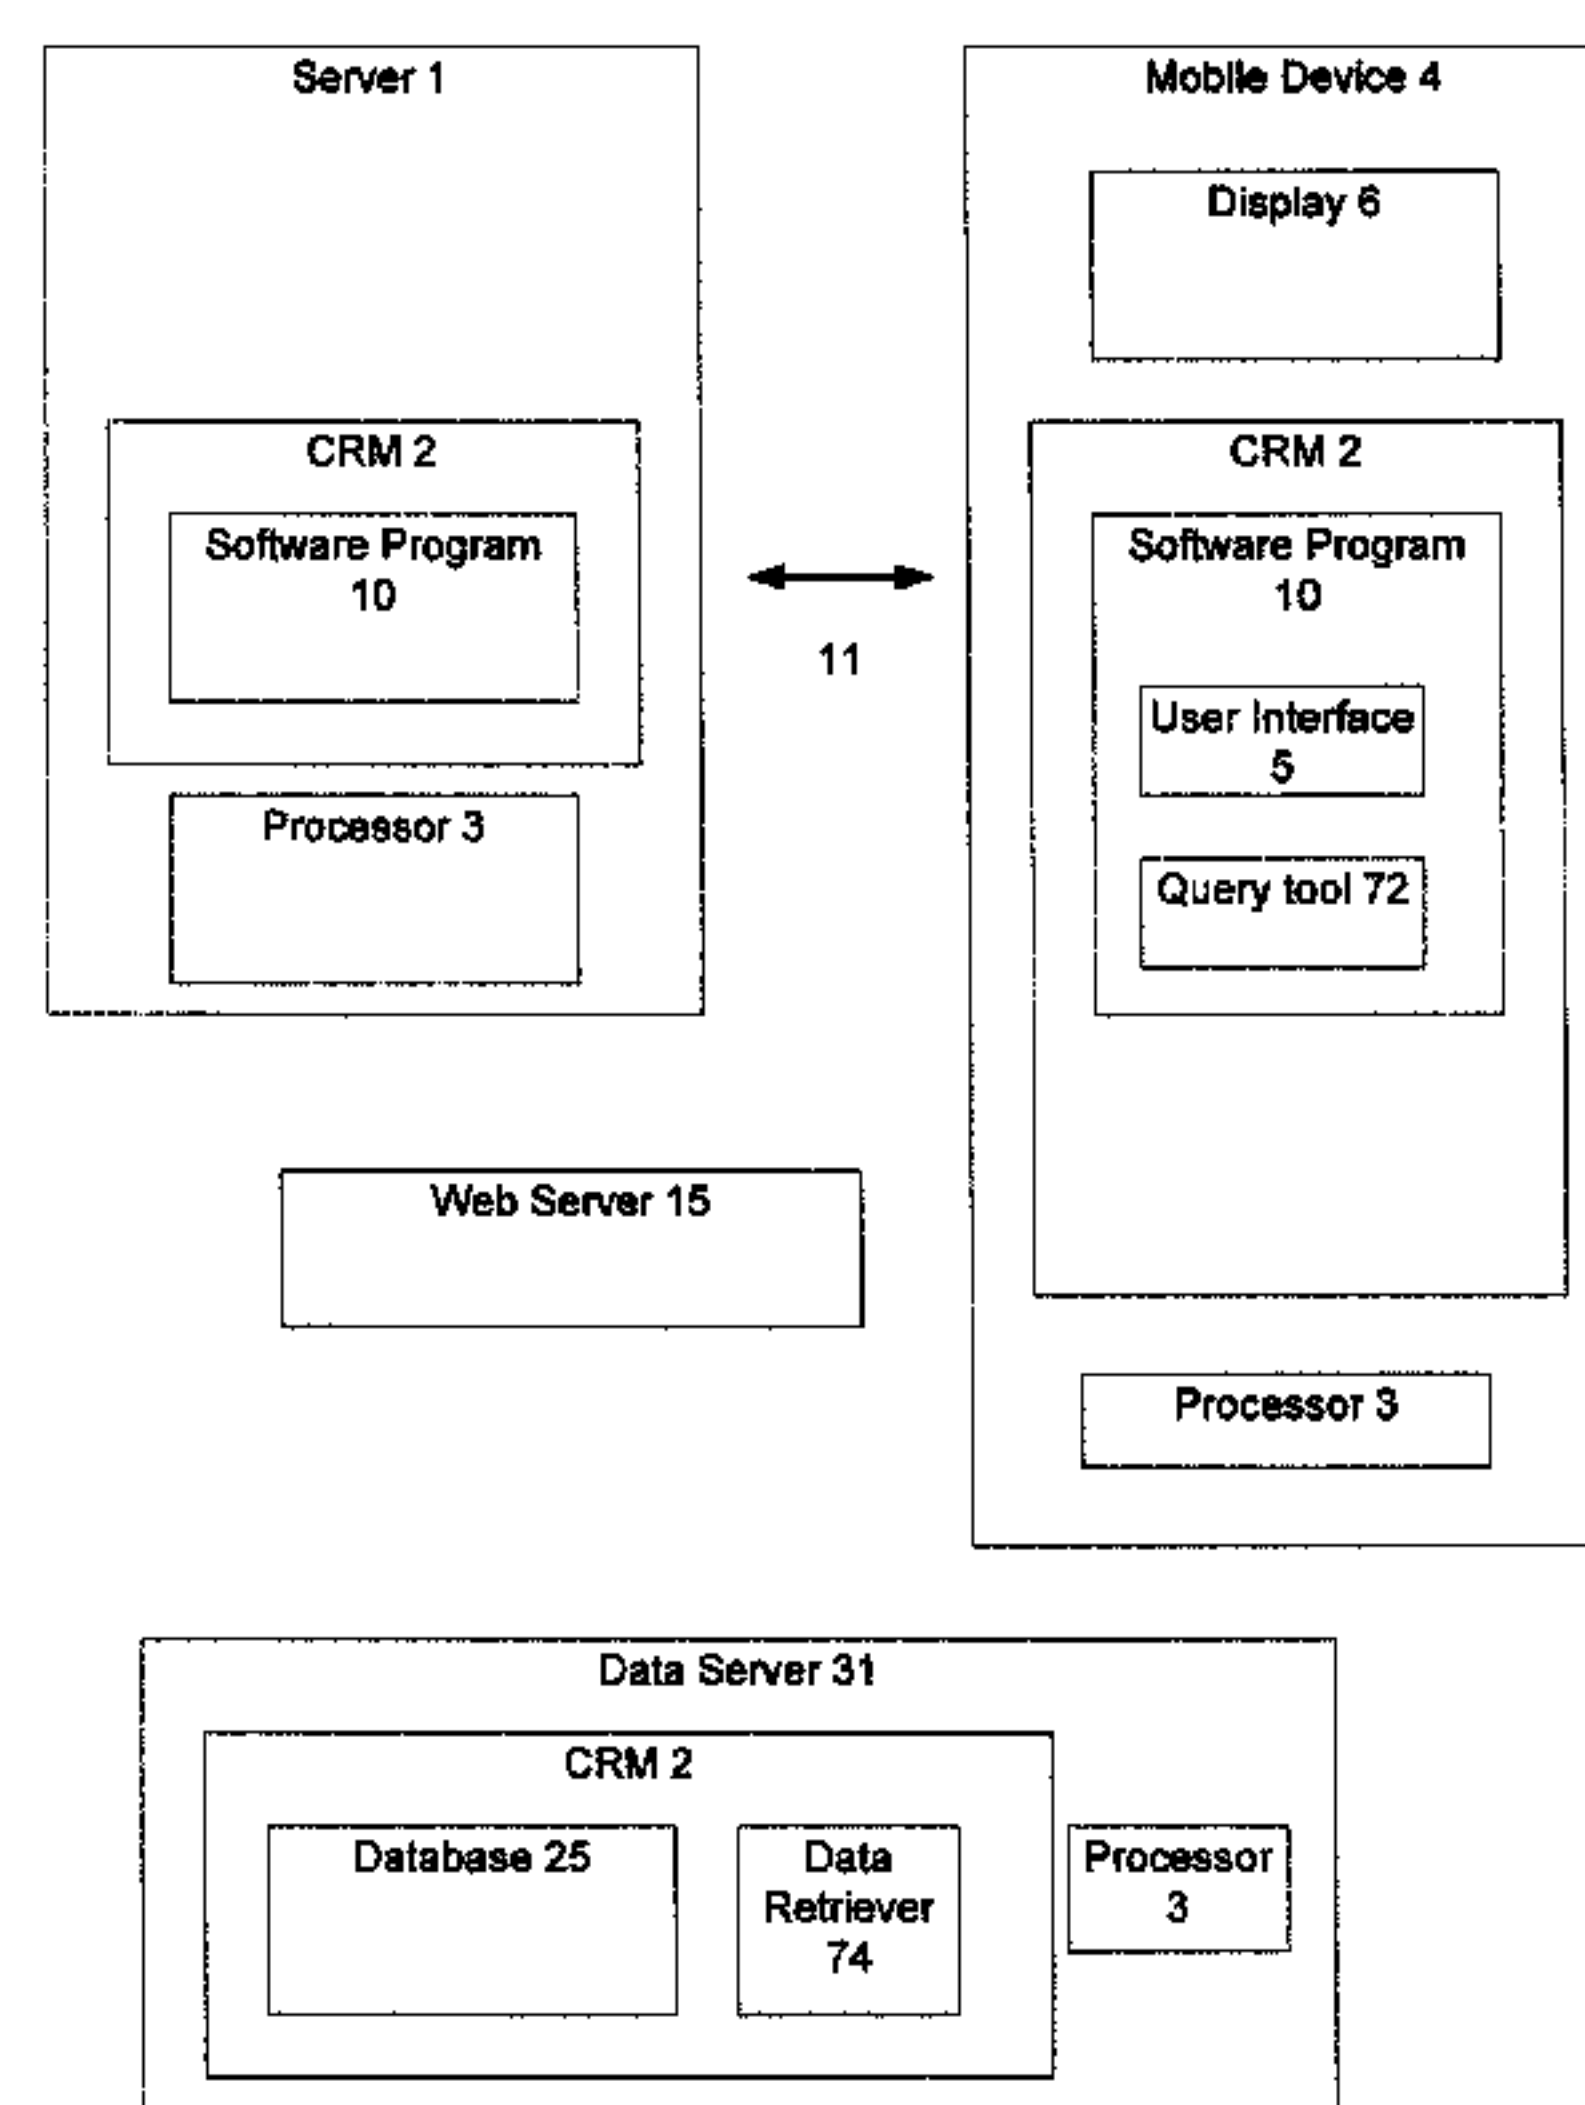 Server 1
CRM 2
Software Program
10
Processor 3
11
Mobile Device 4
Display 6
CRM 2
Software Program
10
User Interface
5
Query tool 72
Processor 3
Web Server 15
Data Server 31
CRM 2
Database 25
Data
Retriever
74
Processor
3